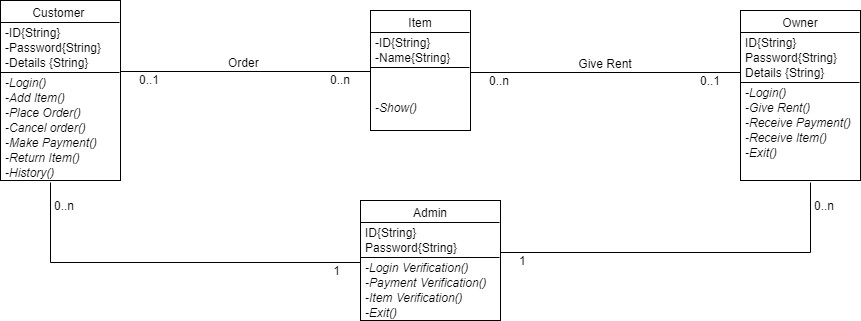 Customer
-ID{String}
-Password{String}
-Details {String}
-Login()
-Add Item()
-Place Order()
-Cancel order()
-Make Payment()
-Return Item()
-History()
Order
0..1
0..n
Item
-ID{String}
-Name{String}
-Show()
Give Rent
0..n
0..1
Owner
ID{String}
Password{String}
Details {String}
-Login()
-Give Rent()
-Receive Payment()
-Receive Item()
-Exit()
0..n
1
Admin
ID{String}
Password{String}
-Login Verification()
-Payment Verification()
-Item Verification()
-Exit()
1
0..n